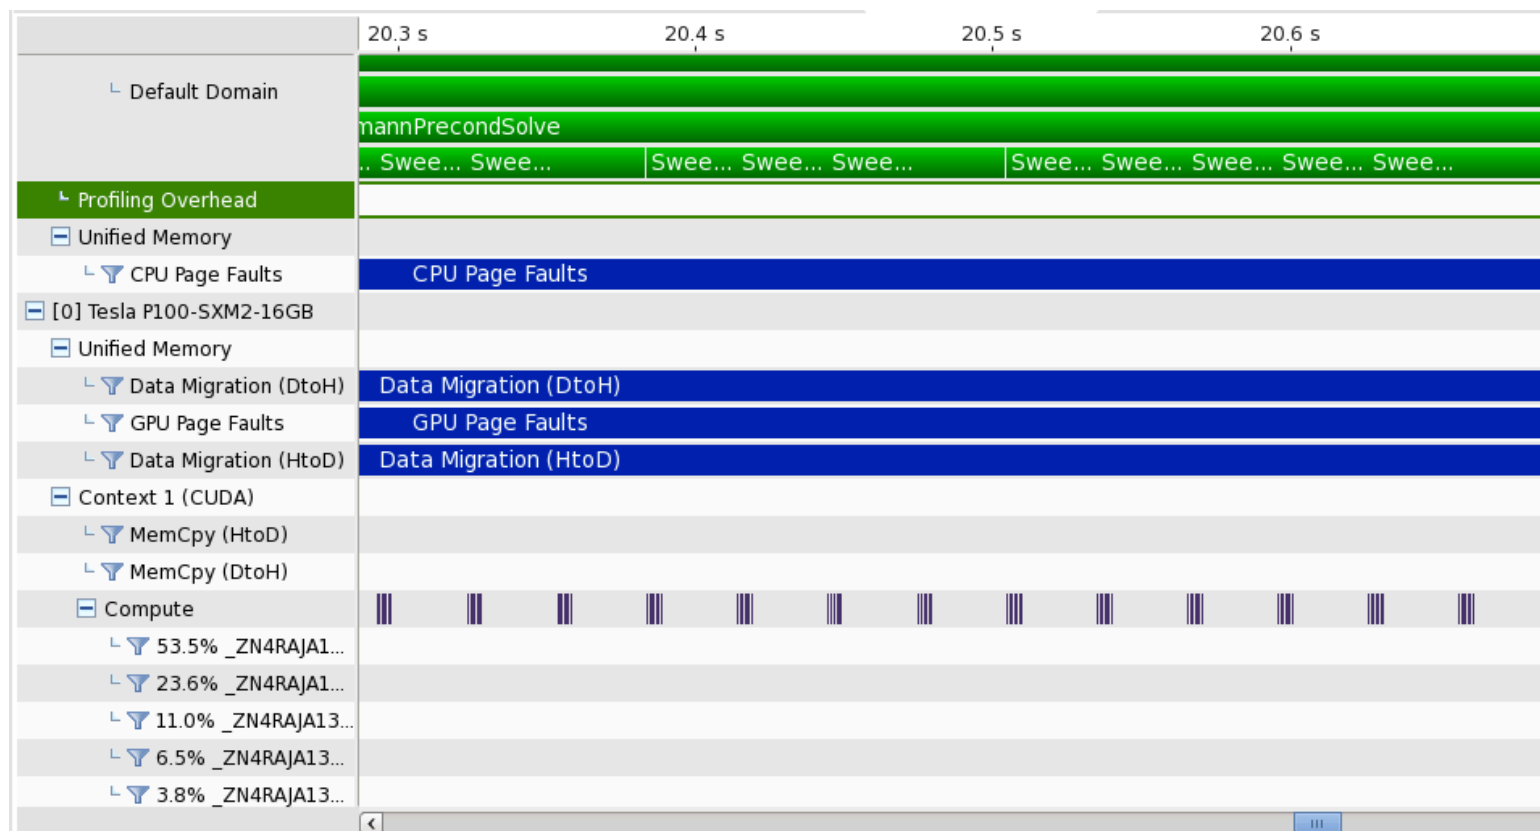 20.3 s 20.4 s 20.5 s 20.6 s
Default Domain
mannPrecondSolve
.. Swee... Swee... Swee... Swee... Swee... Swee... Swee... Swee... Swee... Swee...
Profiling Overhead
Unified Memory
CPU Page Faults CPU Page Faults
[0] Tesla P100-SXM2-16GB
Unified Memory
Data Migration (DtoH) Data Migration (DtoH)
GPU Page Faults GPU Page Faults
Data Migration (HtoD) Data Migration (HtoD)
Context 1 (CUDA)
MemCpy (HtoD)
MemCpy (DtoH)
Compute
53.5% _ZN4RAJA1...
23.6% _ZN4RAJA1...
11.0% _ZN4RAJA13...
6.5% _ZN4RAJA13...
3.8% _ZN4RAJA13...